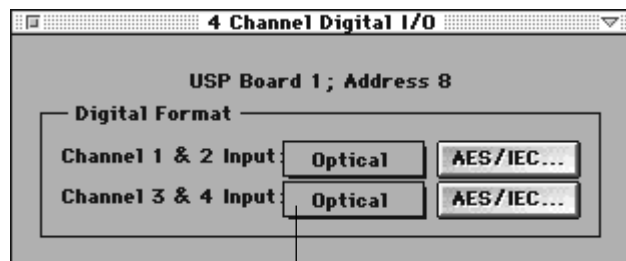 4 Channel Digital I/O
USP Board 1; Address 8
Digital Format
Channel 1 & 2 Input: Optical AES/IEC...
Channel 3 & 4 Input: Optical AES/IEC...